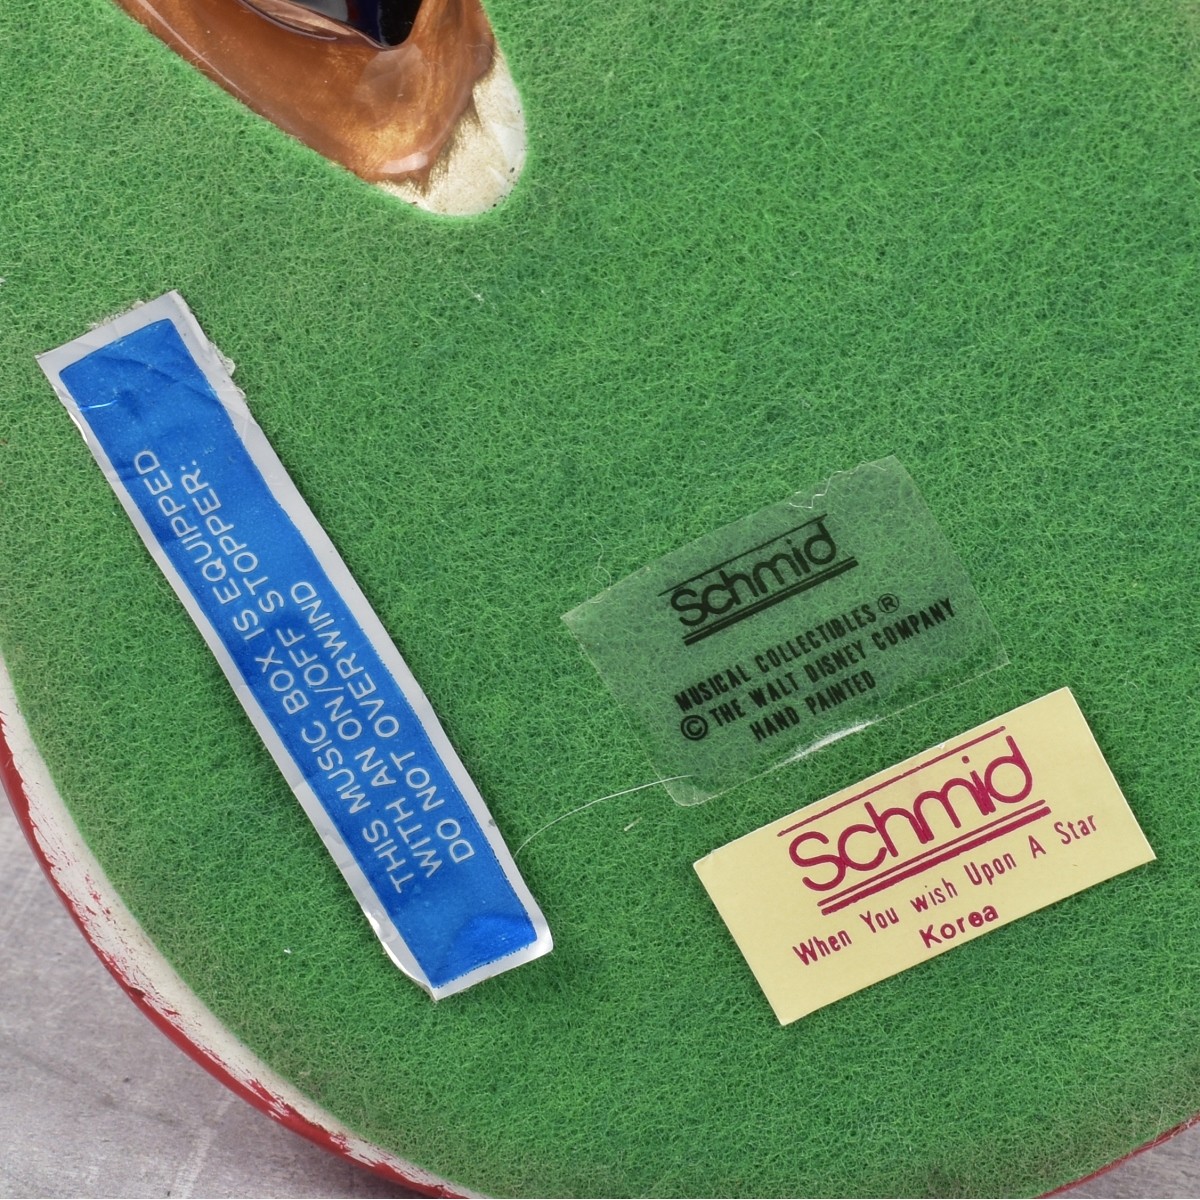 THIS MUSIC BOX IS EQUIPPED
WITH AN ON/OFF STOPPER:
DO NOT OVERWIND
Schmid
MUSICAL COLLECTIBLES®
© THE WALT DISNEY COMPANY
HAND PAINTED
Schmid
When You wish Upon A Star
Korea